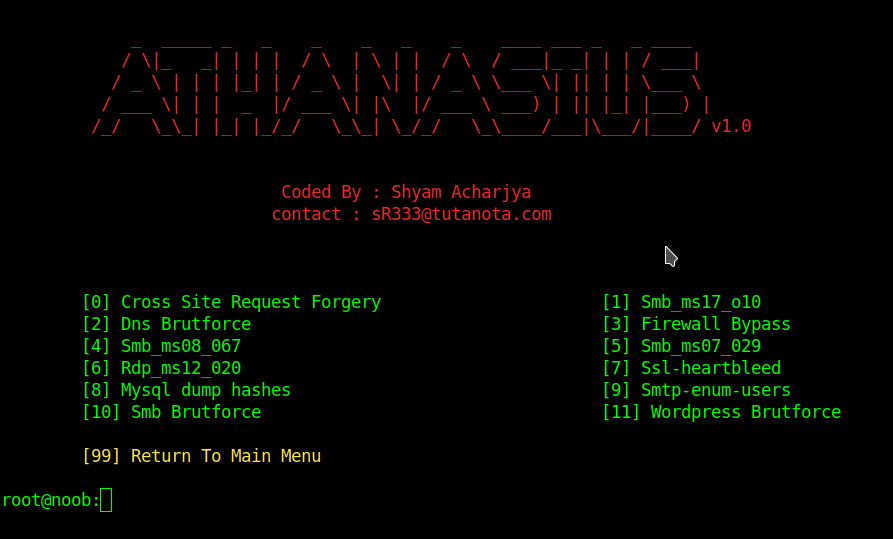 ATHANASIUS v1.0
Coded By : Shyam Acharjya
contact : sR333@tutanota.com
[0] Cross Site Request Forgery [1] Smb_ms17_o10
[2] Dns Brutforce [3] Firewall Bypass
[4] Smb_ms08_067 [5] Smb_ms07_029
[6] Rdp_ms12_020 [7] Ssl-heartbleed
[8] Mysql dump hashes [9] Smtp-enum-users
[10] Smb Brutforce [11] Wordpress Brutforce
[99] Return To Main Menu
root@noob: